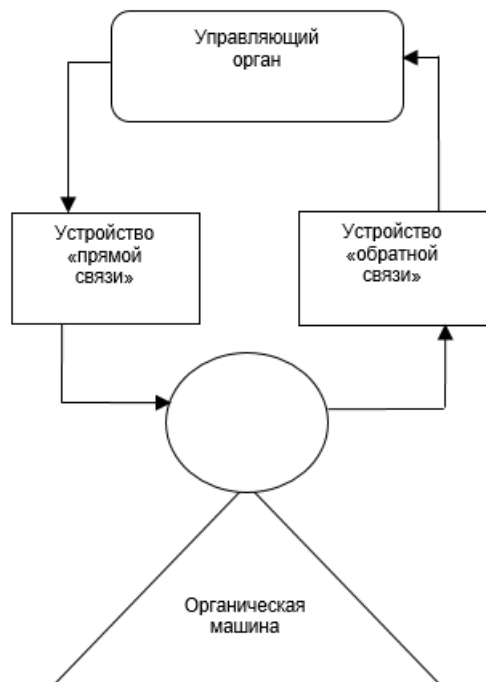 Управляющий
орган
Устройство
«прямой
связи»
Устройство
«обратной
связи»
Органическая
машина